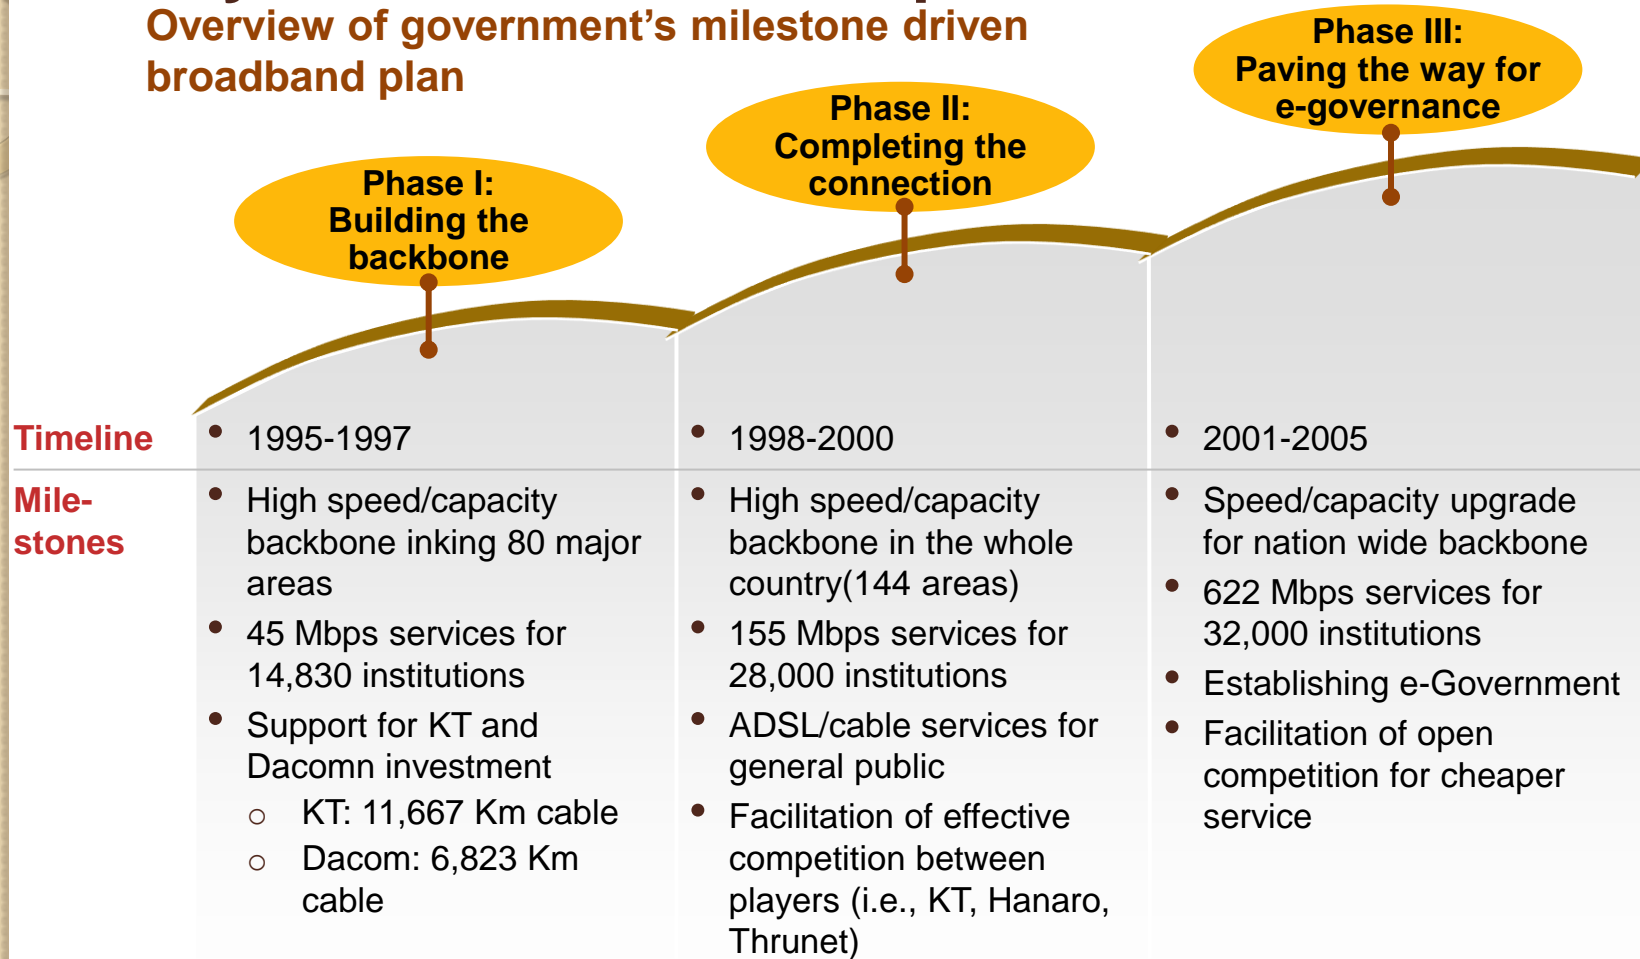 Overview of government's milestone driven
broadband plan
Phase I:
Building the
backbone
Phase II:
Completing the
connection
Phase III:
Paving the way for
e-governance
Timeline
• 1995-1997
• 1998-2000
• 2001-2005
Mile-
stones
• High speed/capacity
backbone inking 80 major
areas
• 45 Mbps services for
14,830 institutions
• Support for KT and
Dacomn investment
o KT: 11,667 Km cable
o Dacom: 6,823 Km
cable
• High speed/capacity
backbone in the whole
country(144 areas)
• 155 Mbps services for
28,000 institutions
• ADSL/cable services for
general public
• Facilitation of effective
competition between
players (i.e., KT, Hanaro,
Thrunet)
• Speed/capacity upgrade
for nation wide backbone
• 622 Mbps services for
32,000 institutions
• Establishing e-Government
• Facilitation of open
competition for cheaper
service